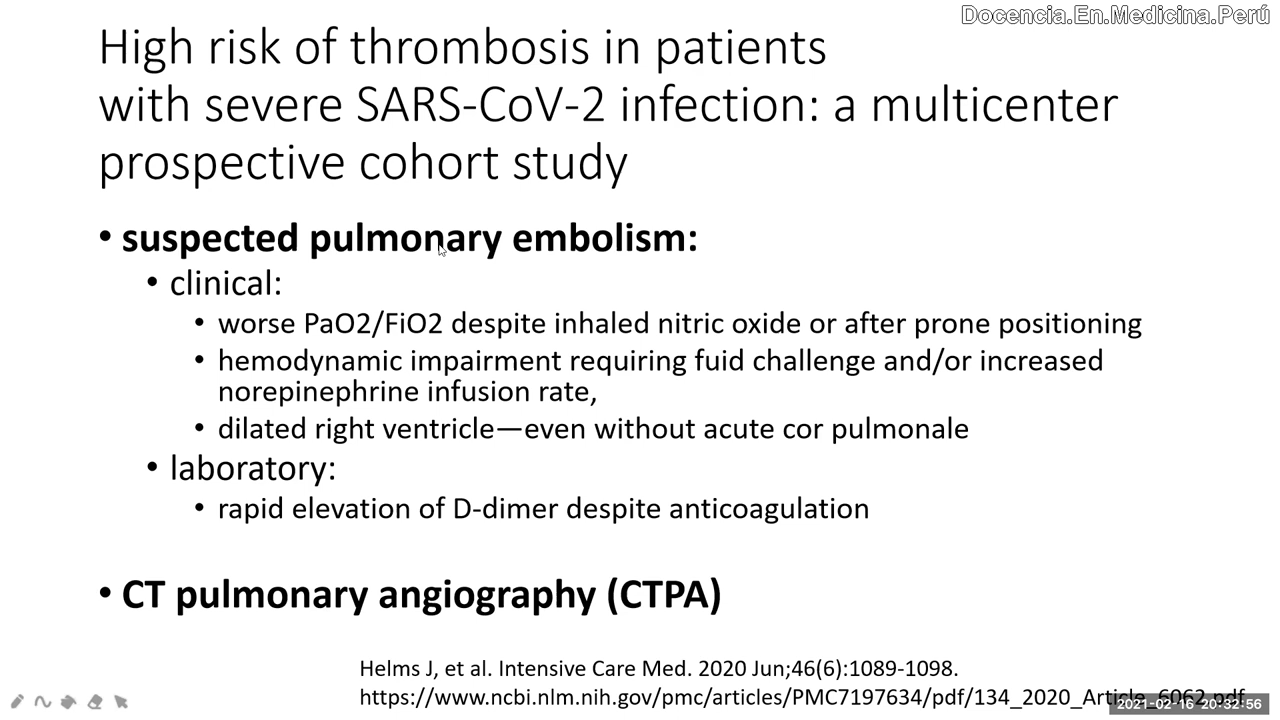 Docencia.En.Medicina.Perú
High risk of thrombosis in patients
with severe SARS-CoV-2 infection: a multicenter
prospective cohort study
• suspected pulmonary embolism:
• clinical:
• worse PaO2/FiO2 despite inhaled nitric oxide or after prone positioning
• hemodynamic impairment requiring fuid challenge and/or increased
norepinephrine infusion rate,
• dilated right ventricle—even without acute cor pulmonale
• laboratory:
• rapid elevation of D-dimer despite anticoagulation
• CT pulmonary angiography (CTPA)
Helms J, et al. Intensive Care Med. 2020 Jun;46(6):1089-1098.
https://www.ncbi.nlm.nih.gov/pmc/articles/PMC7197634/pdf/134_2020_Article_6062.pdf
2021-02-16 20:32:56